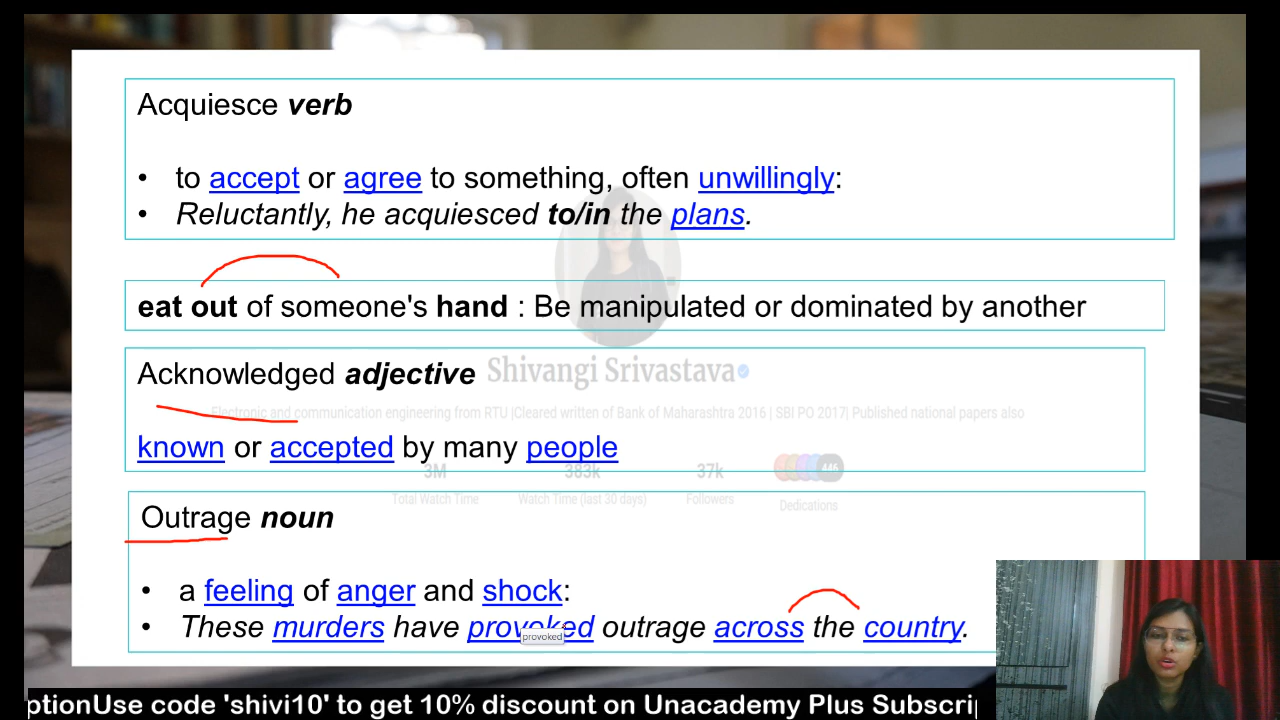 Acquiesce verb
• to accept or agree to something, often unwillingly:
• Reluctantly, he acquiesced to/in the plans.
eat out of someone's hand : Be manipulated or dominated by another
Acknowledged adjective
Shivangi Srivastava
Electronic and communication engineering from RTU |Cleared written of Bank of Maharashtra 2016 | SBI PO 2017| Published national papers also
known or accepted by many people
3M 383k 37k 446
Total Watch Time Watch Time (last 30 days) Followers Dedications
Outrage noun
• a feeling of anger and shock:
• These murders have provoked outrage across the country.
provoked
ptionUse code 'shivi10' to get 10% discount on Unacademy Plus Subscrip